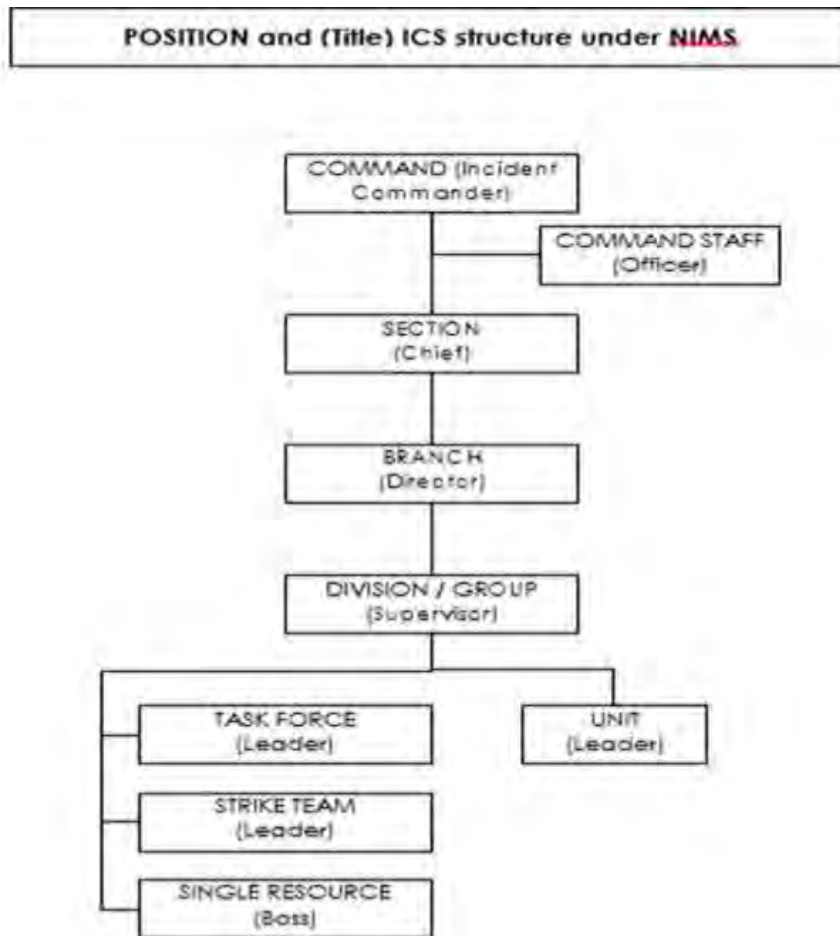 POSITION and (Title) ICS structure under NIMS
COMMAND (Incident
Commander)
COMMAND STAFF
(Officer)
SECTION
(Chief)
BRANCH
(Director)
DIVISION / GROUP
(Supervisor)
TASK FORCE
(Leader)
UNIT
(Leader)
STRIKE TEAM
(Leader)
SINGLE RESOURCE
(Boss)